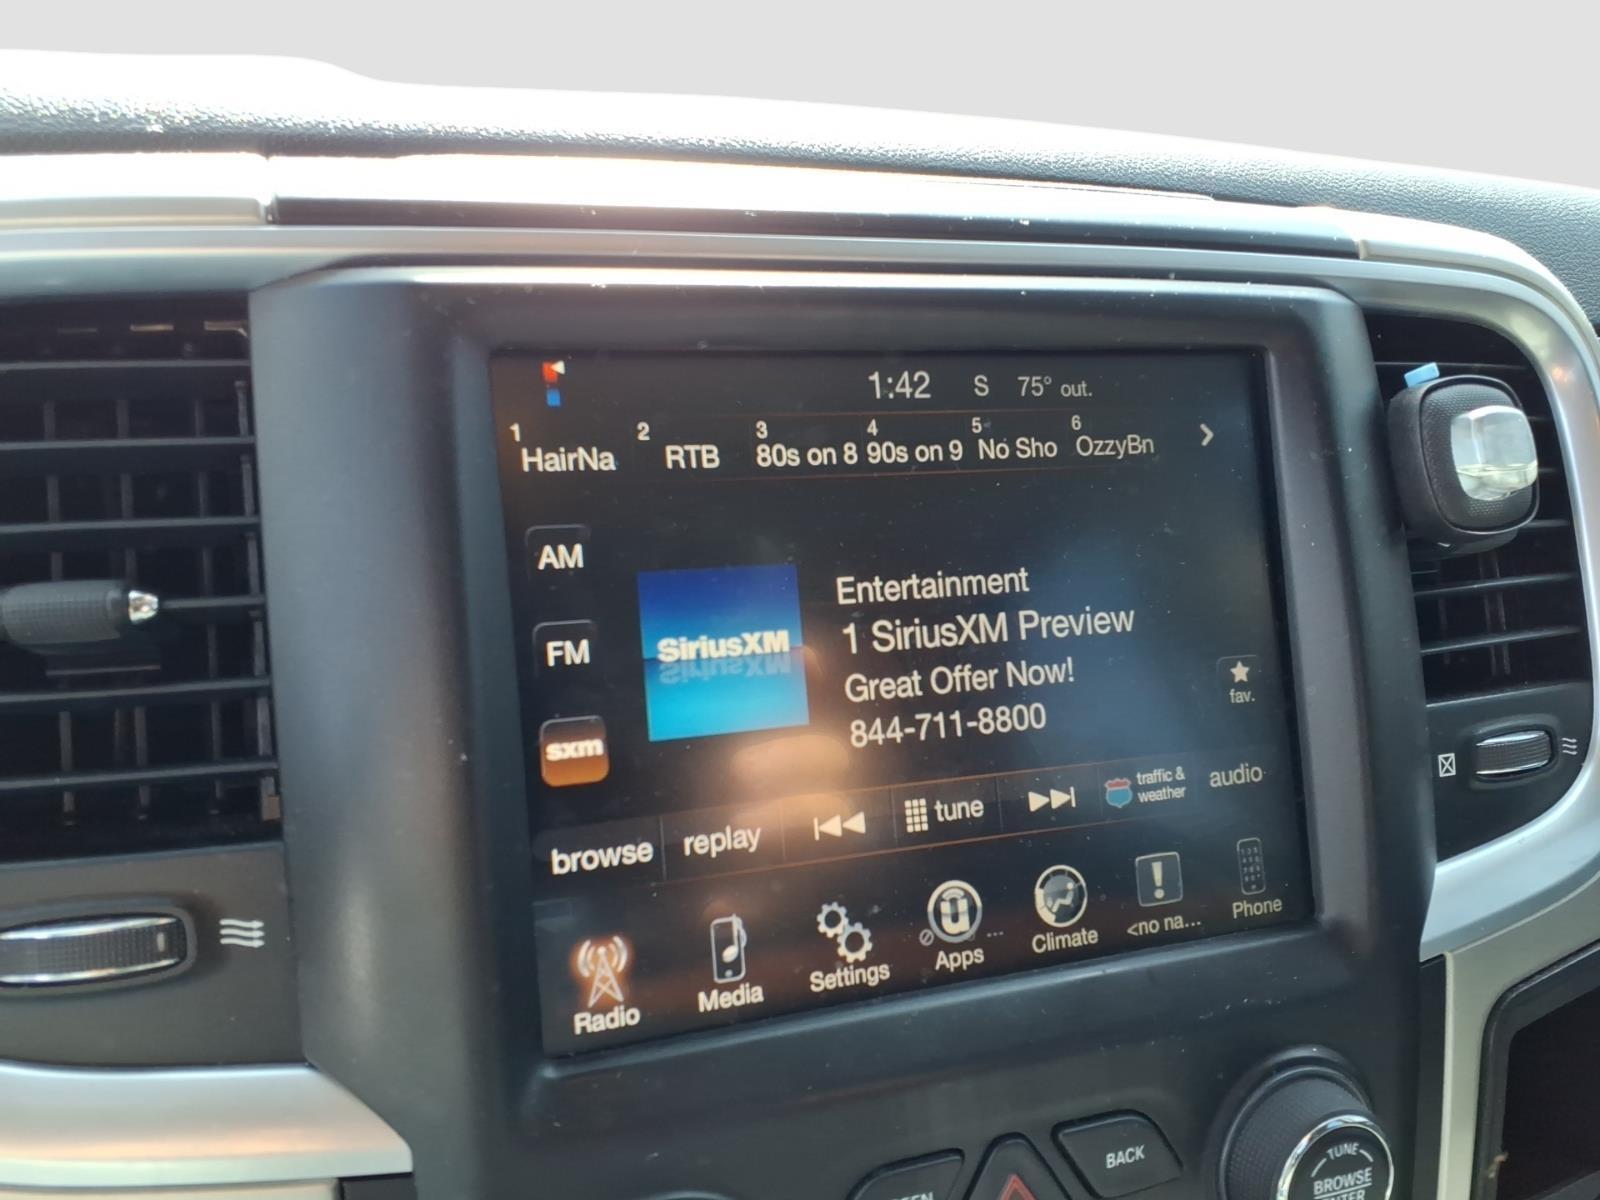 1:42 S 75° out.
1 HairNa 2 RTB 3 80s on 8 4 90s on 9 5 No Sho 6 OzzyBn
AM
FM
sxm
SiriusXM
Entertainment
1 SiriusXM Preview
Great Offer Now!
844-711-8800
fav.
browse replay tune traffic & weather audio
Radio Media Settings Apps ... Climate <no na... Phone
BACK
TUNE
BROWSE